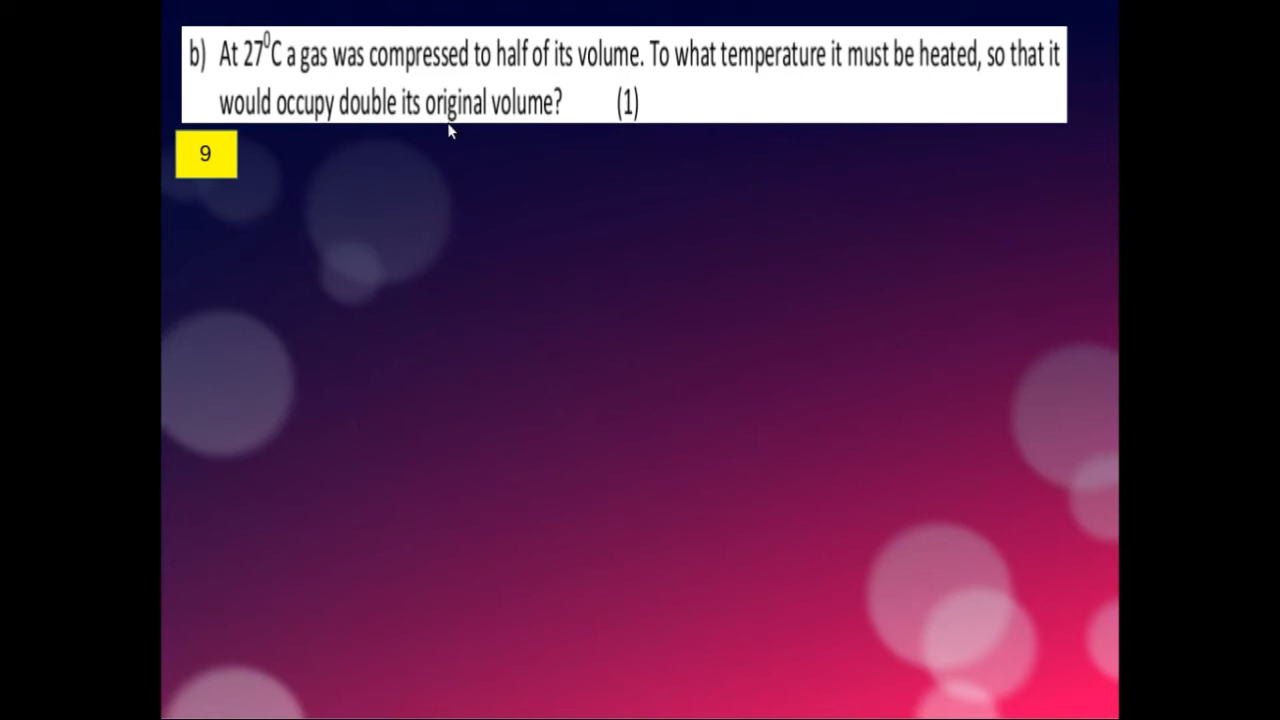 b) At 27⁰C a gas was compressed to half of its volume. To what temperature it must be heated, so that it
would occupy double its original volume? (1)
9